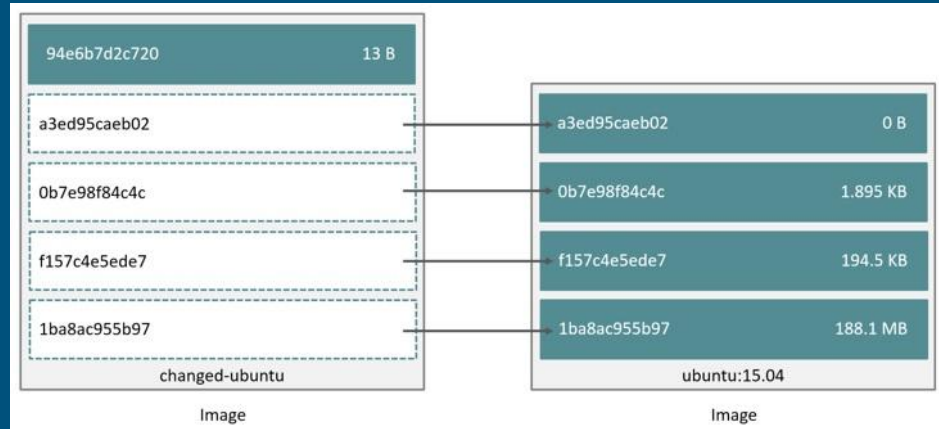 94e6b7d2c720 13 B
a3ed95caeb02
0b7e98f84c4c
f157c4e5ede7
1ba8ac955b97
changed-ubuntu
Image
a3ed95caeb02 0 B
0b7e98f84c4c 1.895 KB
f157c4e5ede7 194.5 KB
1ba8ac955b97 188.1 MB
ubuntu:15.04
Image